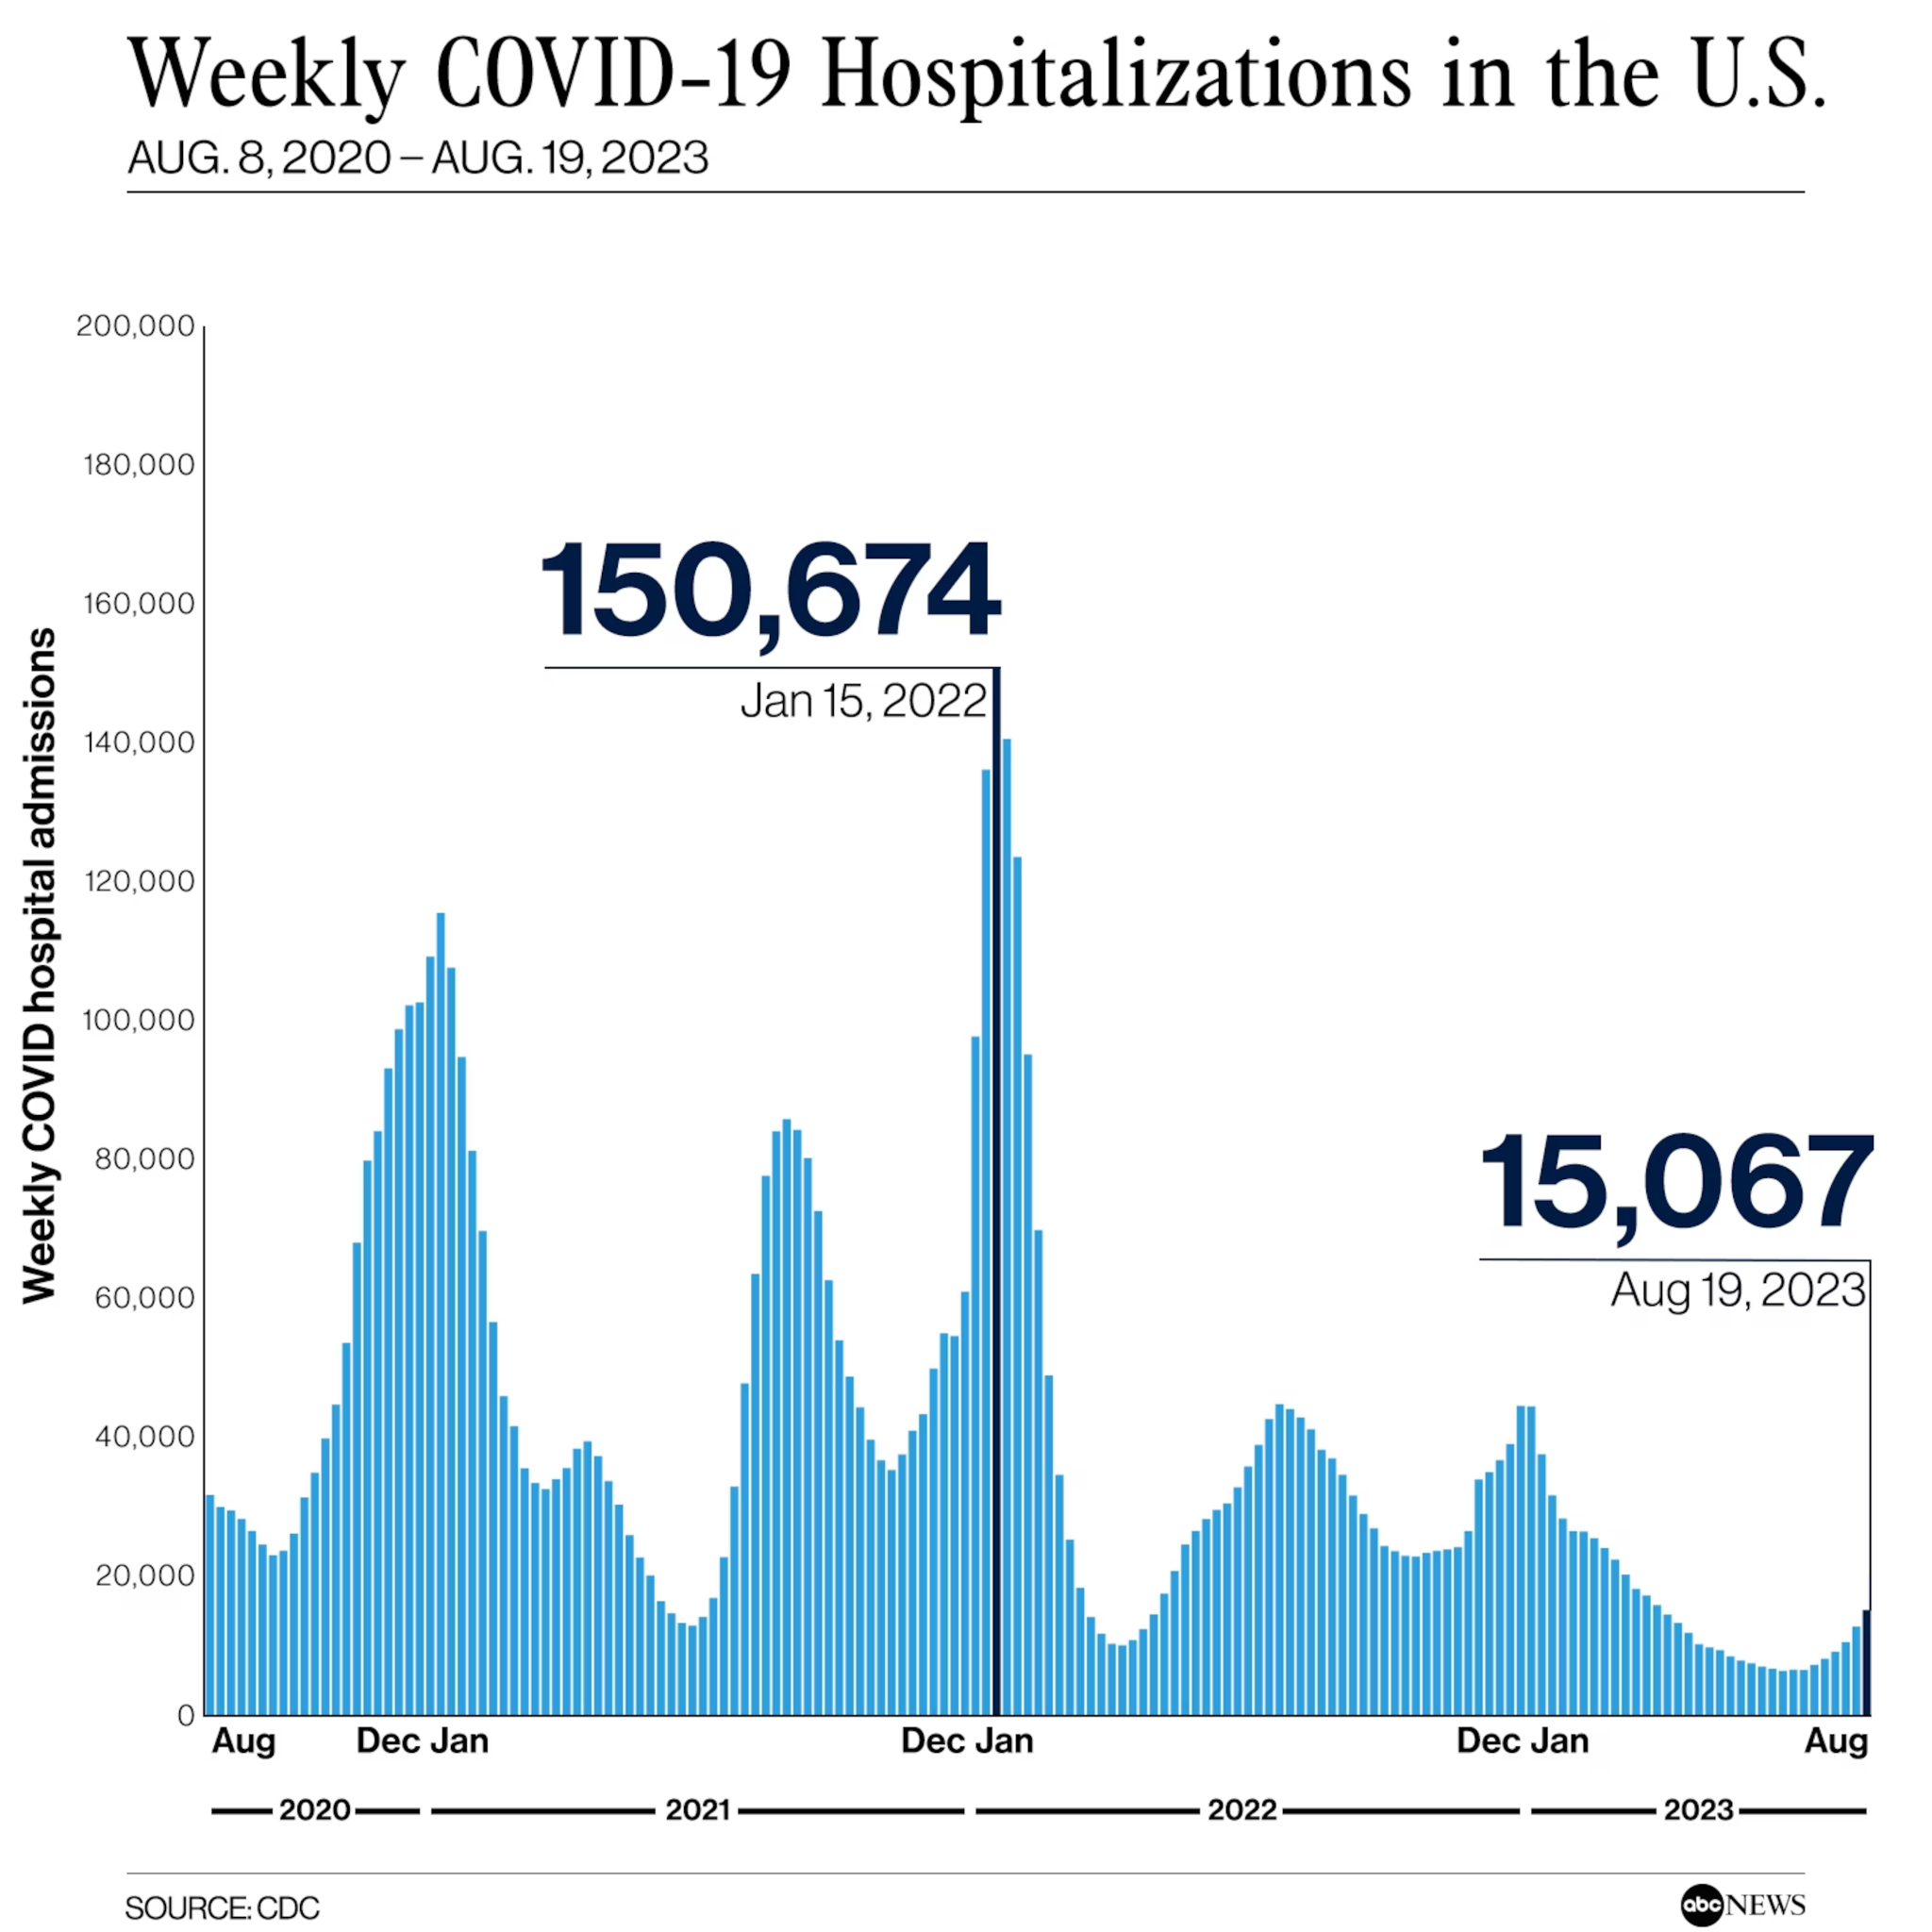 Weekly COVID-19 Hospitalizations in the U.S.
AUG. 8, 2020 – AUG. 19, 2023
Weekly COVID hospital admissions
200,000
180,000
160,000
140,000
120,000
100,000
80,000
60,000
40,000
20,000
0
150,674
Jan 15, 2022
15,067
Aug 19, 2023
Aug Dec Jan Dec Jan Dec Jan Aug
2020 2021 2022 2023
SOURCE: CDC
abc NEWS